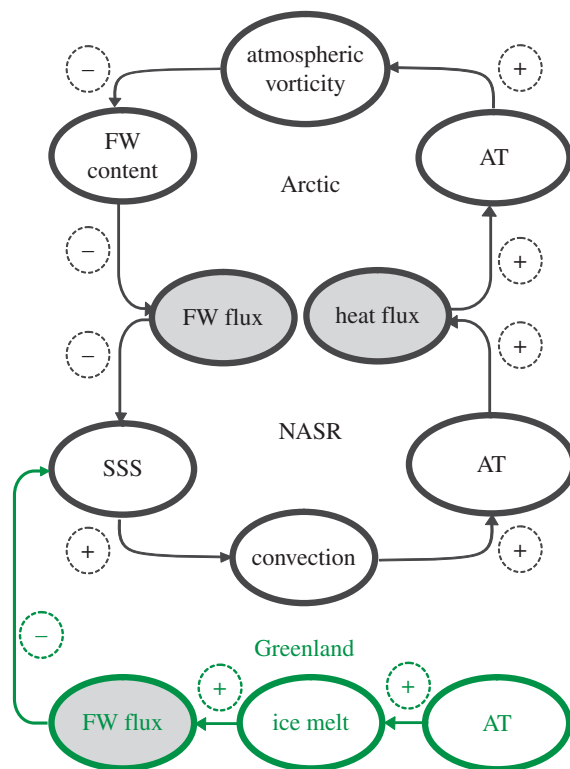 atmospheric
vorticity
−
+
FW
content
AT
Arctic
−
+
FW flux
heat flux
−
+
NASR
SSS
AT
+
convection
+
−
Greenland
+
+
FW flux
ice melt
AT